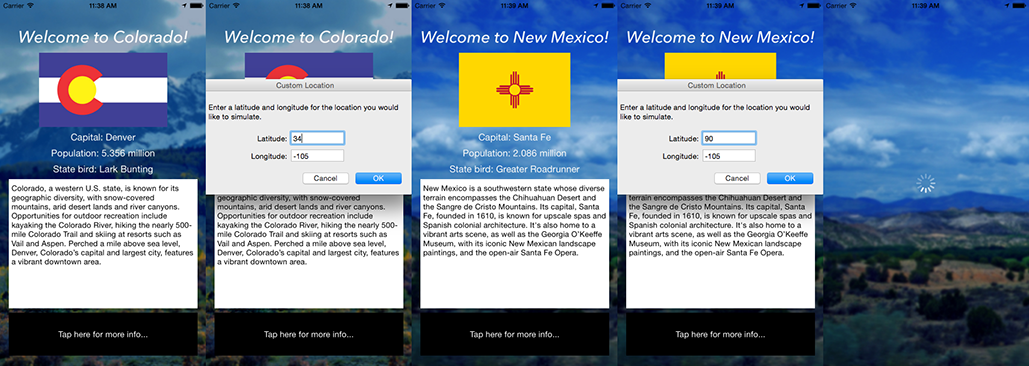 Carrier 11:38 AM
Welcome to Colorado!
Capital: Denver
Population: 5.356 million
State bird: Lark Bunting
Colorado, a western U.S. state, is known for its
geographic diversity, with snow-covered
mountains, arid desert lands and river canyons.
Opportunities for outdoor recreation include
kayaking the Colorado River, hiking the nearly 500-
mile Colorado Trail and skiing at resorts such as
Vail and Aspen. Perched a mile above sea level,
Denver, Colorado's capital and largest city, features
a vibrant downtown area.
Tap here for more info...
Carrier 11:38 AM
Welcome to Colorado!
Custom Location
Enter a latitude and longitude for the location you would
like to simulate.
Latitude: 34
Longitude: -105
Cancel OK
geographic diversity, with snow-covered
mountains, arid desert lands and river canyons.
Opportunities for outdoor recreation include
kayaking the Colorado River, hiking the nearly 500-
mile Colorado Trail and skiing at resorts such as
Vail and Aspen. Perched a mile above sea level,
Denver, Colorado's capital and largest city, features
a vibrant downtown area.
Tap here for more info...
Carrier 11:39 AM
Welcome to New Mexico!
Capital: Santa Fe
Population: 2.086 million
State bird: Greater Roadrunner
New Mexico is a southwestern state whose diverse
terrain encompasses the Chihuahuan Desert and
the Sangre de Cristo Mountains. Its capital, Santa
Fe, founded in 1610, is known for upscale spas and
Spanish colonial architecture. It's also home to a
vibrant arts scene, as well as the Georgia O'Keeffe
Museum, with its iconic New Mexican landscape
paintings, and the open-air Santa Fe Opera.
Tap here for more info...
Carrier 11:39 AM
Welcome to New Mexico!
Custom Location
Enter a latitude and longitude for the location you would
like to simulate.
Latitude: 90
Longitude: -105
Cancel OK
terrain encompasses the Chihuahuan Desert and
the Sangre de Cristo Mountains. Its capital, Santa
Fe, founded in 1610, is known for upscale spas and
Spanish colonial architecture. It's also home to a
vibrant arts scene, as well as the Georgia O'Keeffe
Museum, with its iconic New Mexican landscape
paintings, and the open-air Santa Fe Opera.
Tap here for more info...
Carrier 11:39 AM